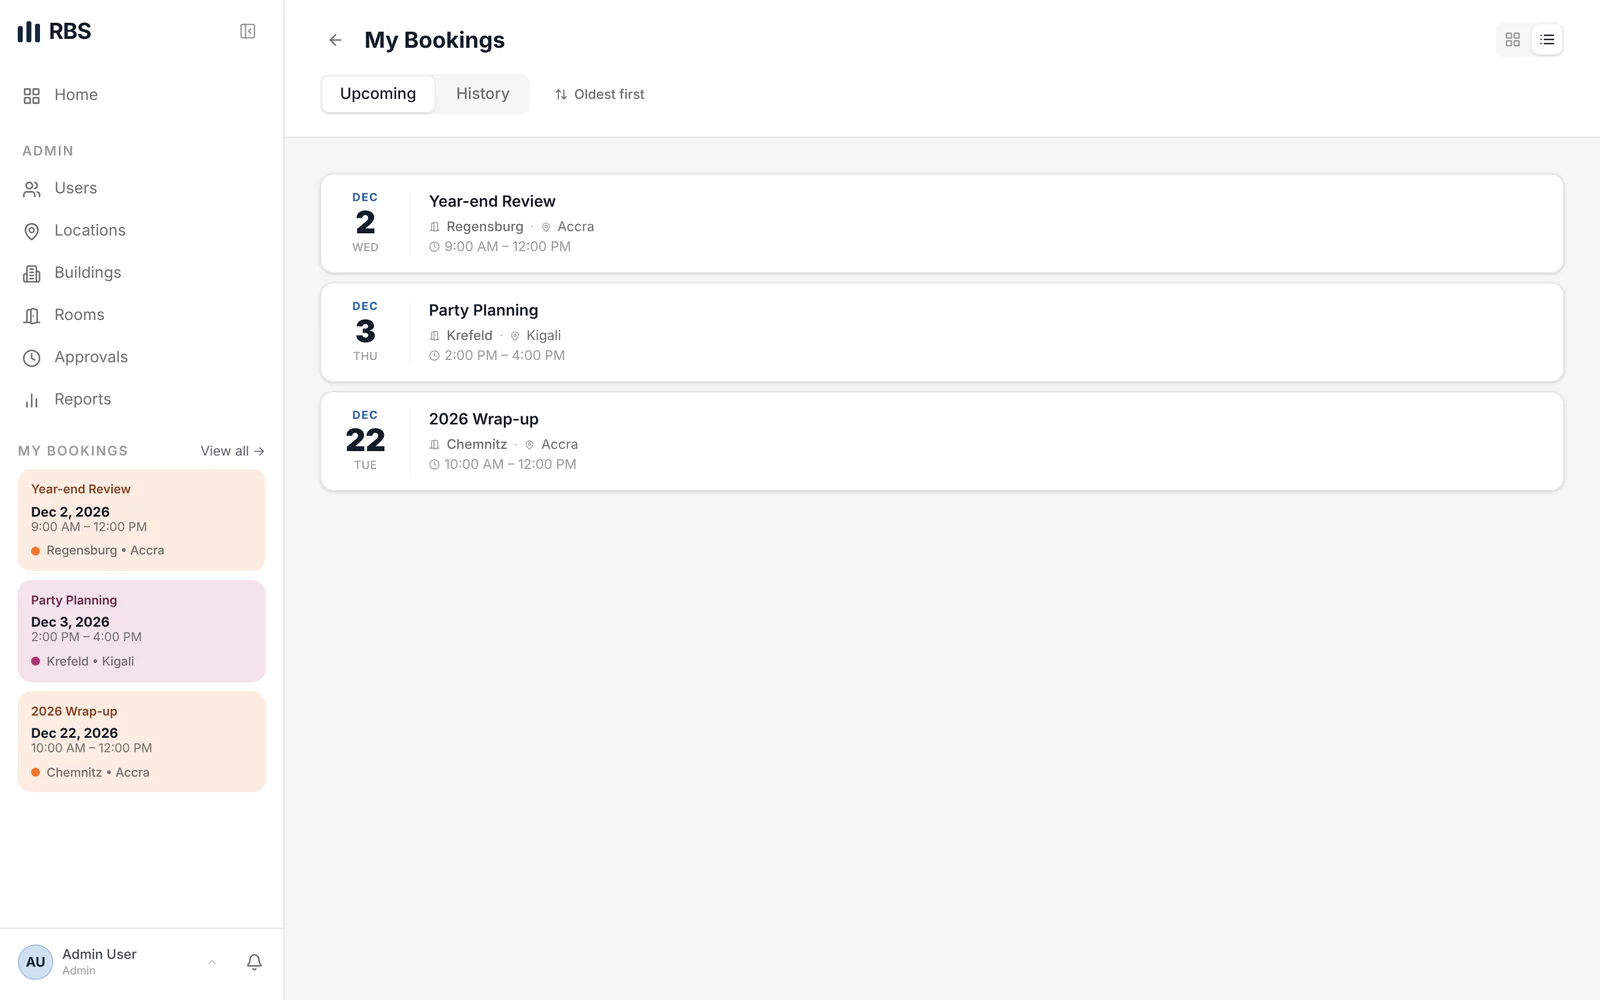 RBS
Home
ADMIN
Users
Locations
Buildings
Rooms
Approvals
Reports
MY BOOKINGS
View all →
Year-end Review
Dec 2, 2026
9:00 AM – 12:00 PM
Regensburg • Accra
Party Planning
Dec 3, 2026
2:00 PM – 4:00 PM
Krefeld • Kigali
2026 Wrap-up
Dec 22, 2026
10:00 AM – 12:00 PM
Chemnitz • Accra
AU
Admin User
Admin
My Bookings
Upcoming
History
Oldest first
DEC
2
WED
Year-end Review
Regensburg · Accra
9:00 AM – 12:00 PM
DEC
3
THU
Party Planning
Krefeld · Kigali
2:00 PM – 4:00 PM
DEC
22
TUE
2026 Wrap-up
Chemnitz · Accra
10:00 AM – 12:00 PM